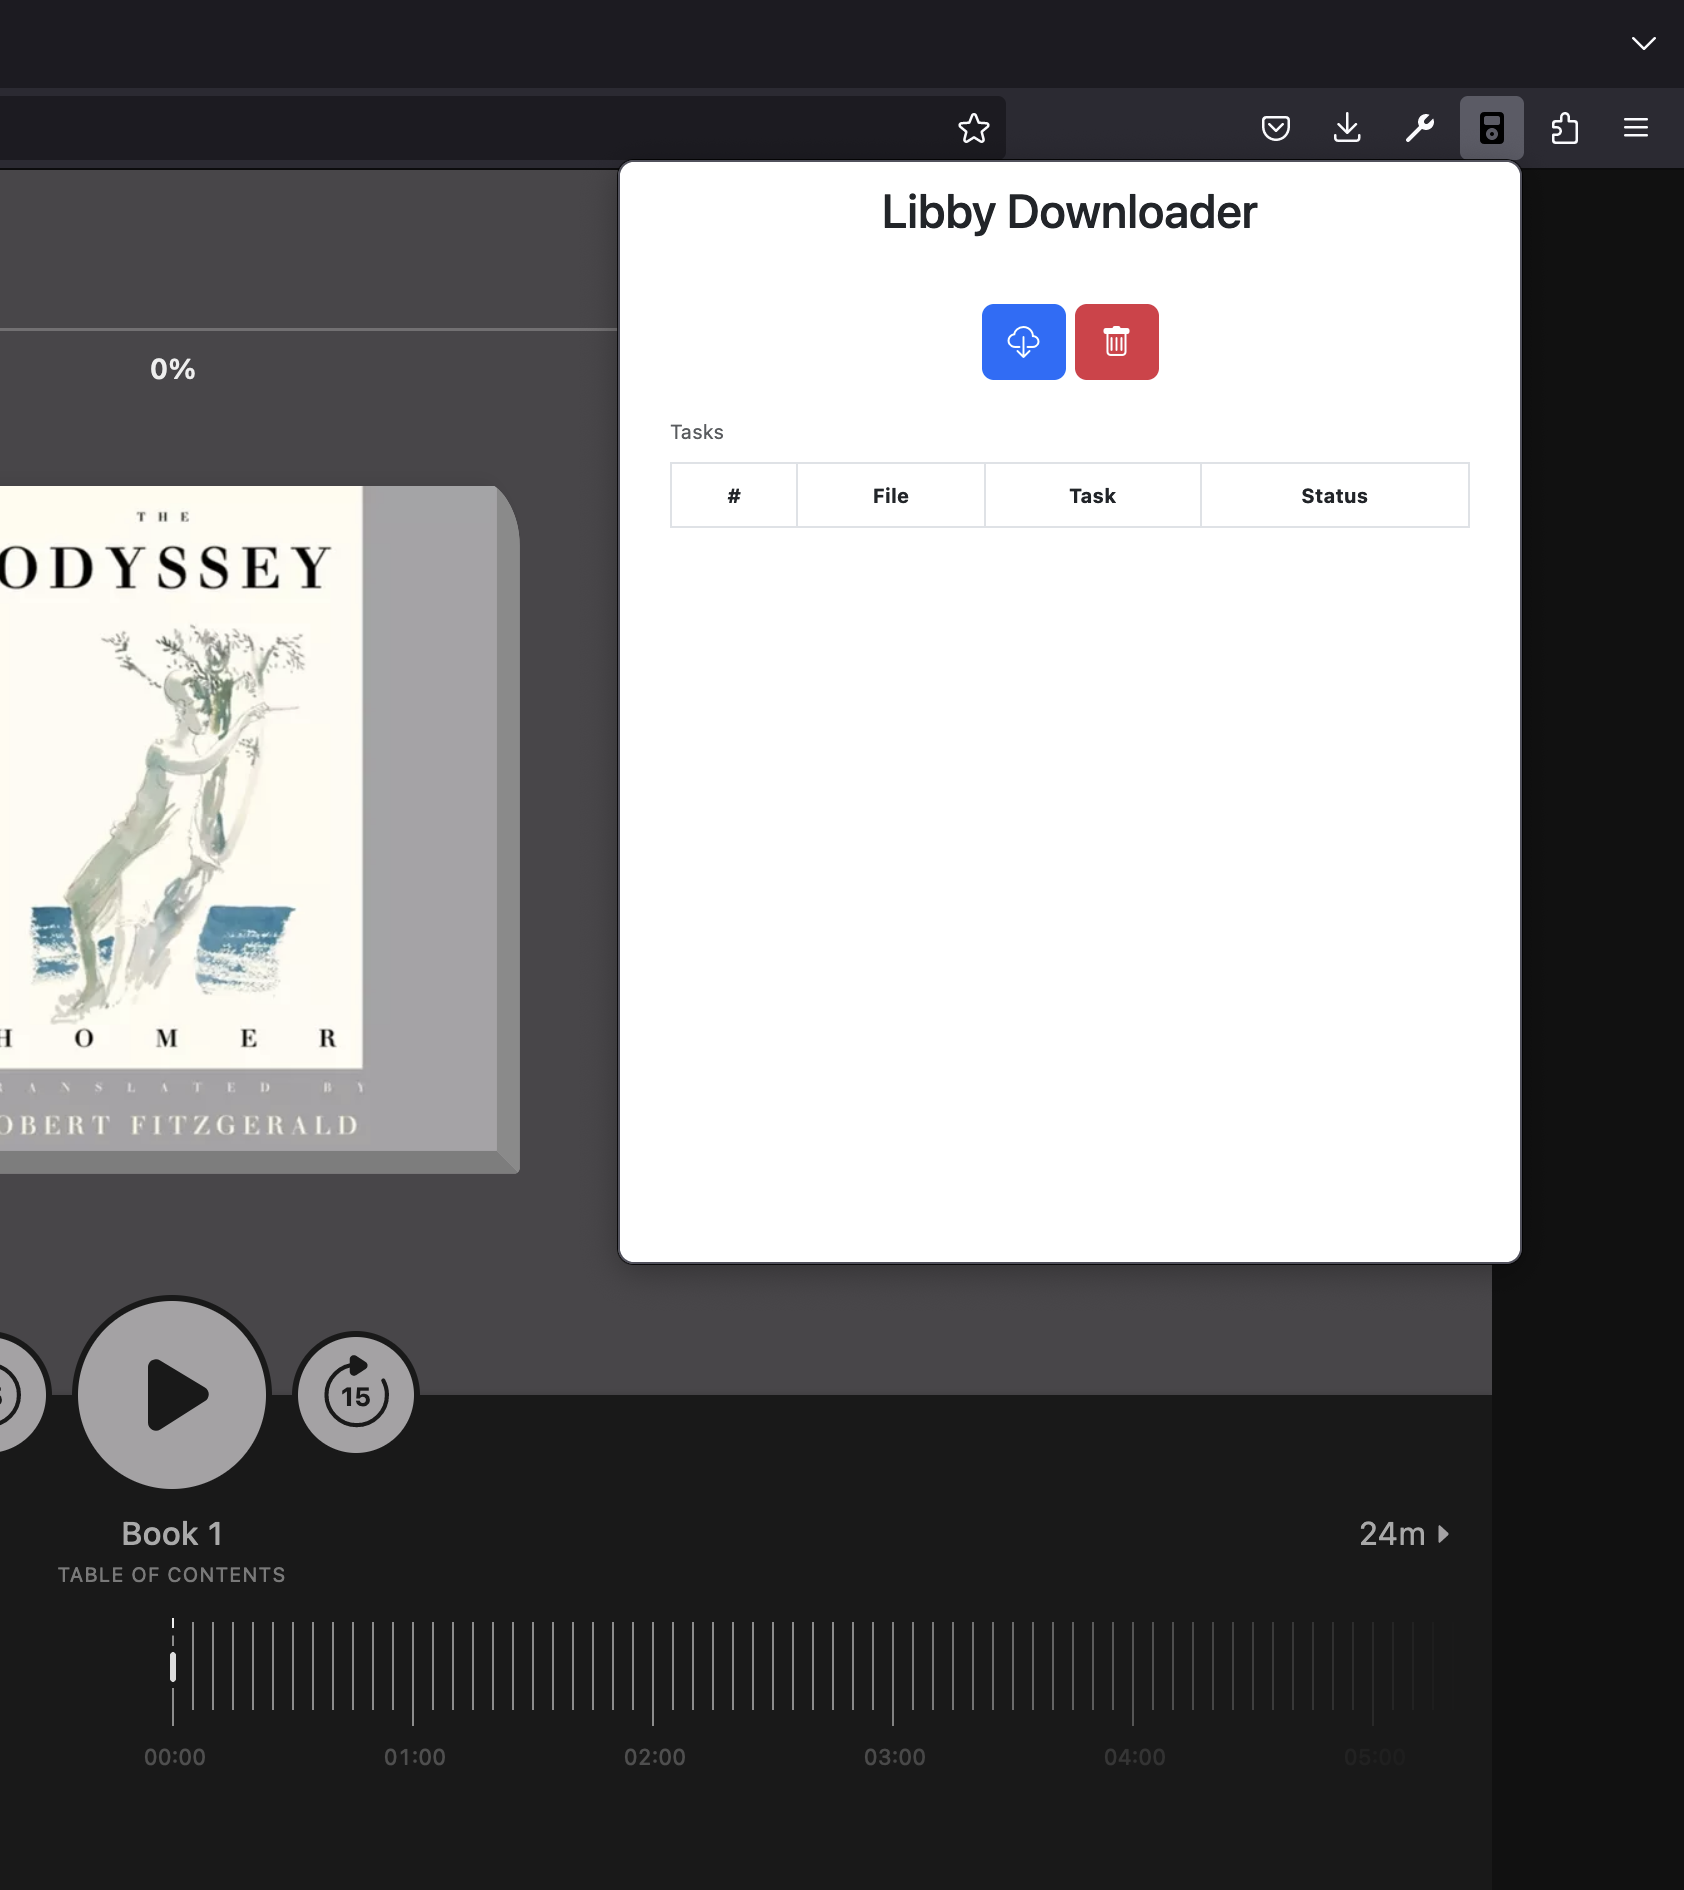 Libby Downloader
0%
Tasks
# File Task Status
THE
ODYSSEY
HOMER
TRANSLATED BY
OBERT FITZGERALD
15
Book 1
24m
TABLE OF CONTENTS
00:00 01:00 02:00 03:00 04:00 05:00